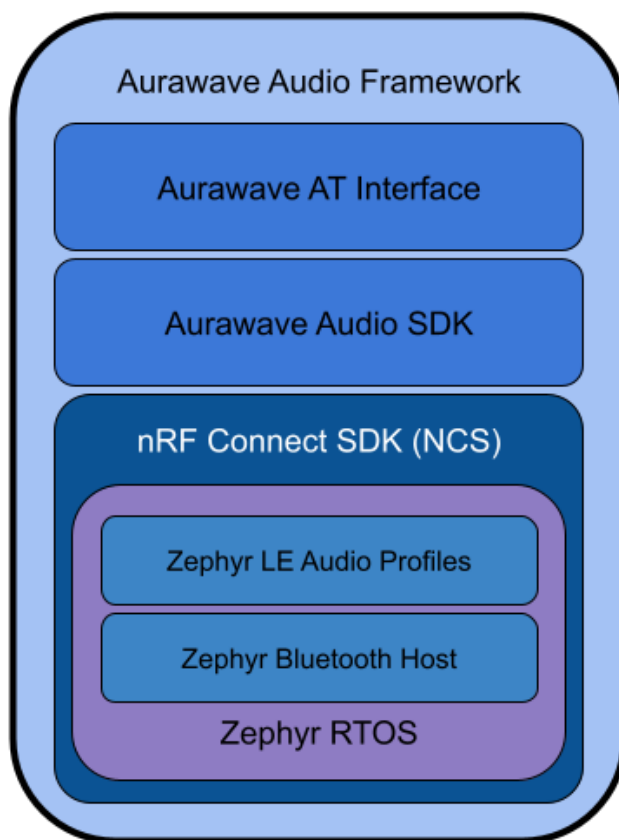 Aurawave Audio Framework
Aurawave AT Interface
Aurawave Audio SDK
nRF Connect SDK (NCS)
Zephyr LE Audio Profiles
Zephyr Bluetooth Host
Zephyr RTOS